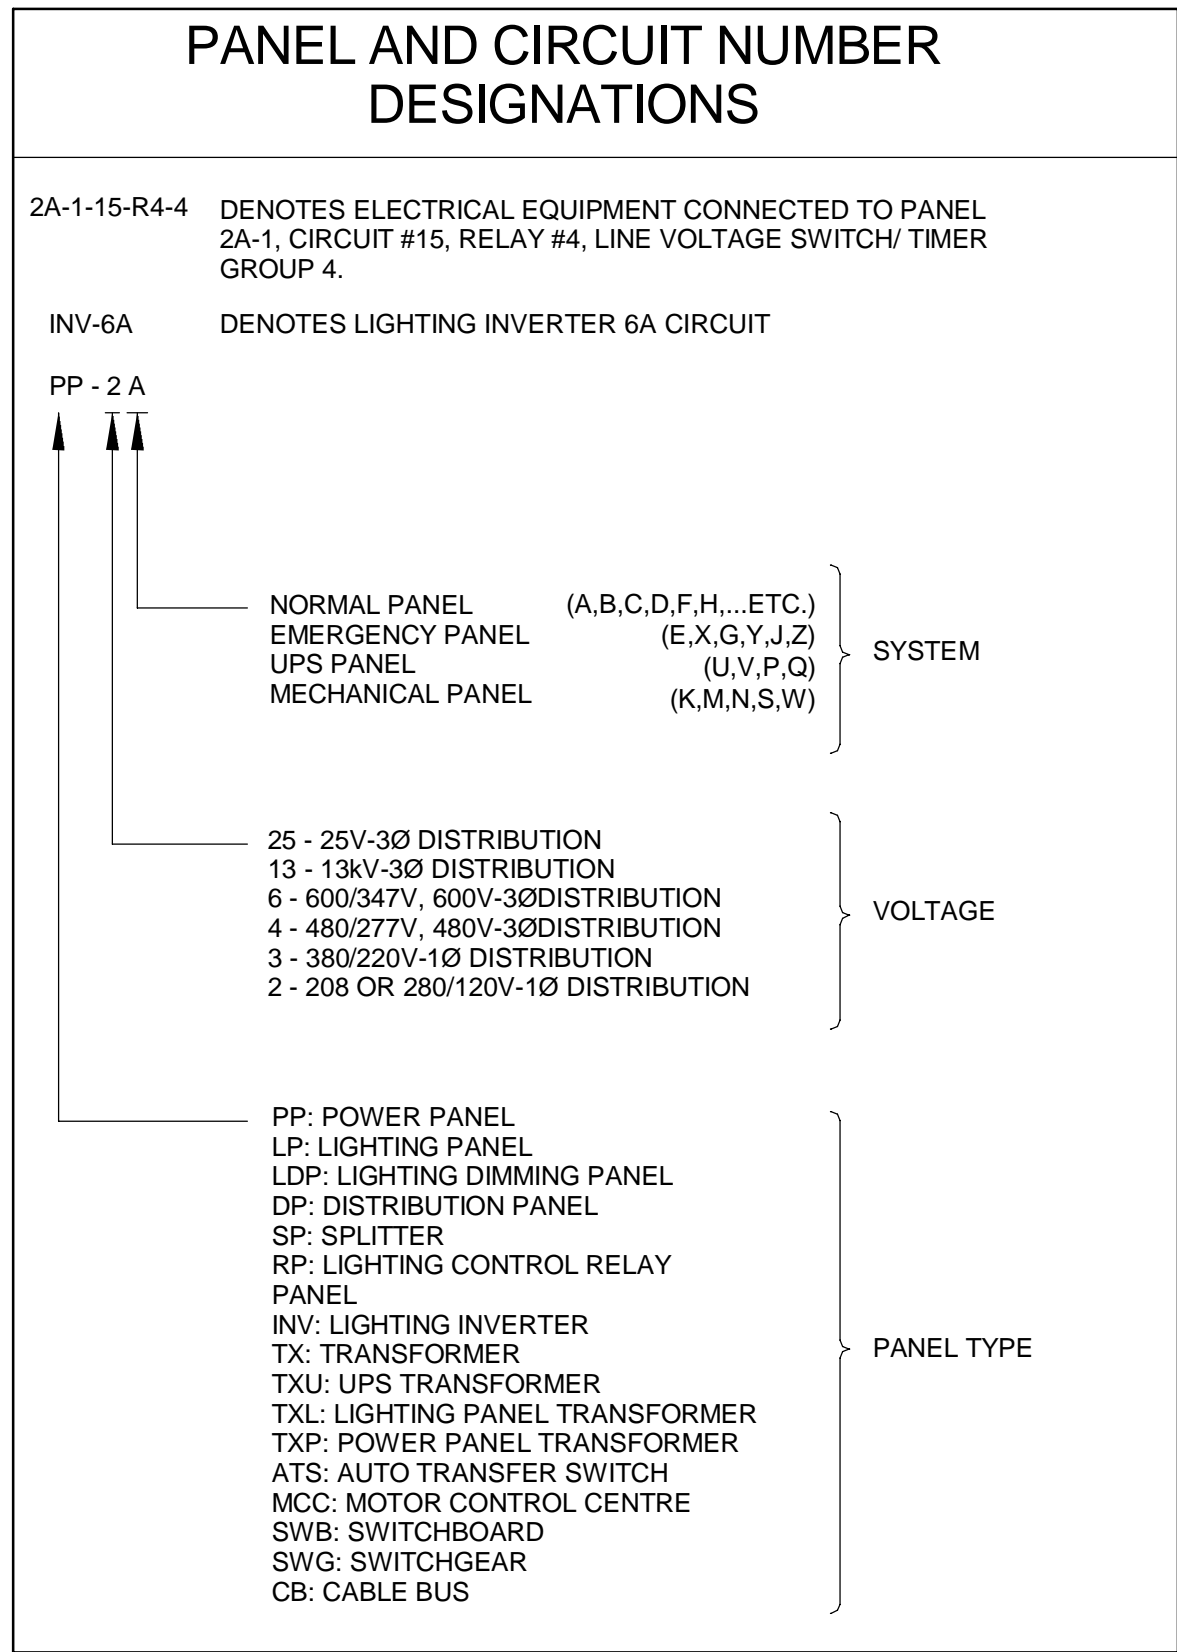 PANEL AND CIRCUIT NUMBER
DESIGNATIONS
2A-1-15-R4-4 DENOTES ELECTRICAL EQUIPMENT CONNECTED TO PANEL
2A-1, CIRCUIT #15, RELAY #4, LINE VOLTAGE SWITCH/ TIMER
GROUP 4.
INV-6A DENOTES LIGHTING INVERTER 6A CIRCUIT
PP - 2 A
NORMAL PANEL (A,B,C,D,F,H,...ETC.)
EMERGENCY PANEL (E,X,G,Y,J,Z)
UPS PANEL (U,V,P,Q)
MECHANICAL PANEL (K,M,N,S,W)
SYSTEM
25 - 25V-3Ø DISTRIBUTION
13 - 13kV-3Ø DISTRIBUTION
6 - 600/347V, 600V-3ØDISTRIBUTION
4 - 480/277V, 480V-3ØDISTRIBUTION
3 - 380/220V-1Ø DISTRIBUTION
2 - 208 OR 280/120V-1Ø DISTRIBUTION
VOLTAGE
PP: POWER PANEL
LP: LIGHTING PANEL
LDP: LIGHTING DIMMING PANEL
DP: DISTRIBUTION PANEL
SP: SPLITTER
RP: LIGHTING CONTROL RELAY
PANEL
INV: LIGHTING INVERTER
TX: TRANSFORMER
TXU: UPS TRANSFORMER
TXL: LIGHTING PANEL TRANSFORMER
TXP: POWER PANEL TRANSFORMER
ATS: AUTO TRANSFER SWITCH
MCC: MOTOR CONTROL CENTRE
SWB: SWITCHBOARD
SWG: SWITCHGEAR
CB: CABLE BUS
PANEL TYPE